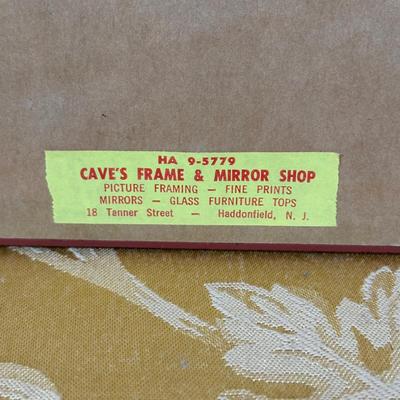 HA 9-5779
CAVE'S FRAME & MIRROR SHOP
PICTURE FRAMING — FINE PRINTS
MIRRORS — GLASS FURNITURE TOPS
18 Tanner Street — Haddonfield, N. J.